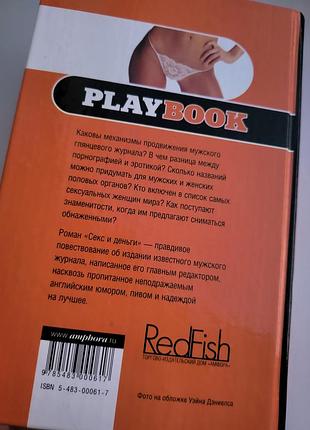 PLAYBOOK
Каковы механизмы продвижения мужского
глянцевого журнала? В чем разница между
порнографией и эротикой? Сколько названий
можно придумать для мужских и женских
половых органов? Кто включен в список самых
сексуальных женщин мира? Как поступают
знаменитости, когда им предлагают сниматься
обнаженными?
Роман «Секс и деньги» — правдивое
повествование об издании известного мужского
журнала, написанное его главным редактором,
насквозь пропитанное неподражаемым
английским юмором, пивом и надеждой
на лучшее.
www.amphora.ru
9785483000617
ISBN 5-483-00061-7
RedFish
ТОРГОВО-ИЗДАТЕЛЬСКИЙ ДОМ «АМФОРА»
Фото на обложке Уэйна Дэниелса